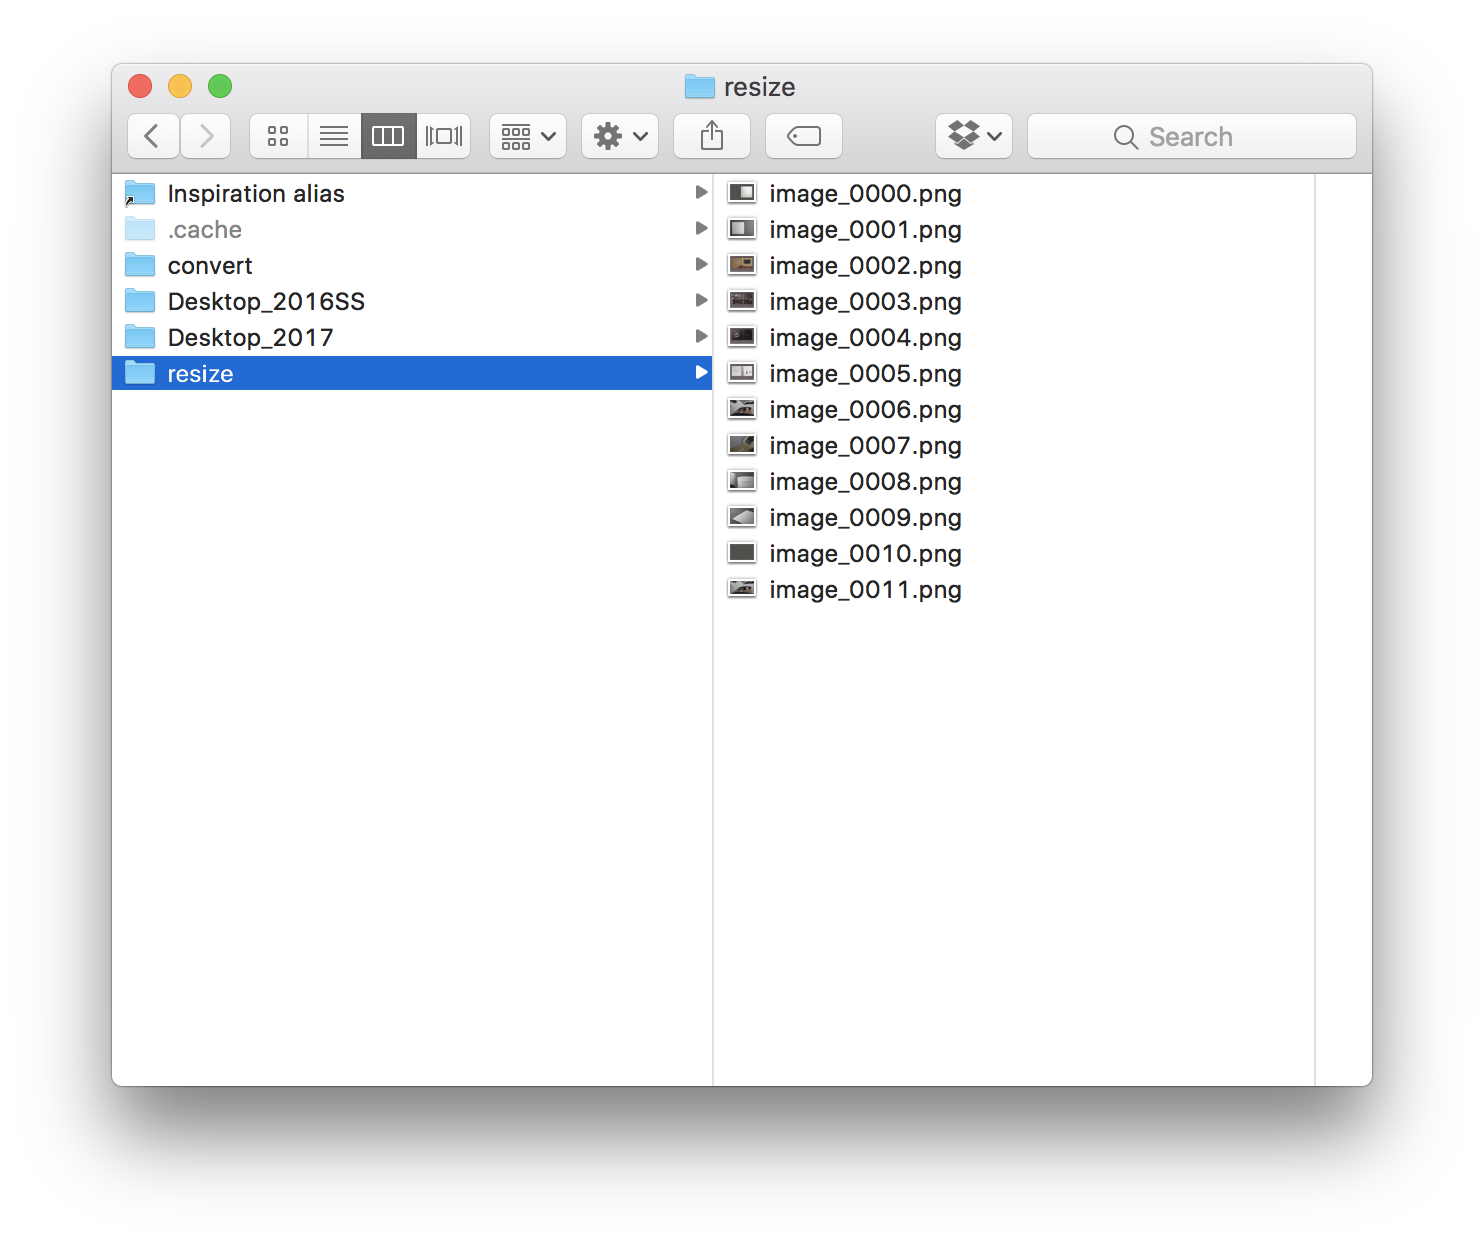 resize
Search
Inspiration alias
.cache
convert
Desktop_2016SS
Desktop_2017
resize
image_0000.png
image_0001.png
image_0002.png
image_0003.png
image_0004.png
image_0005.png
image_0006.png
image_0007.png
image_0008.png
image_0009.png
image_0010.png
image_0011.png